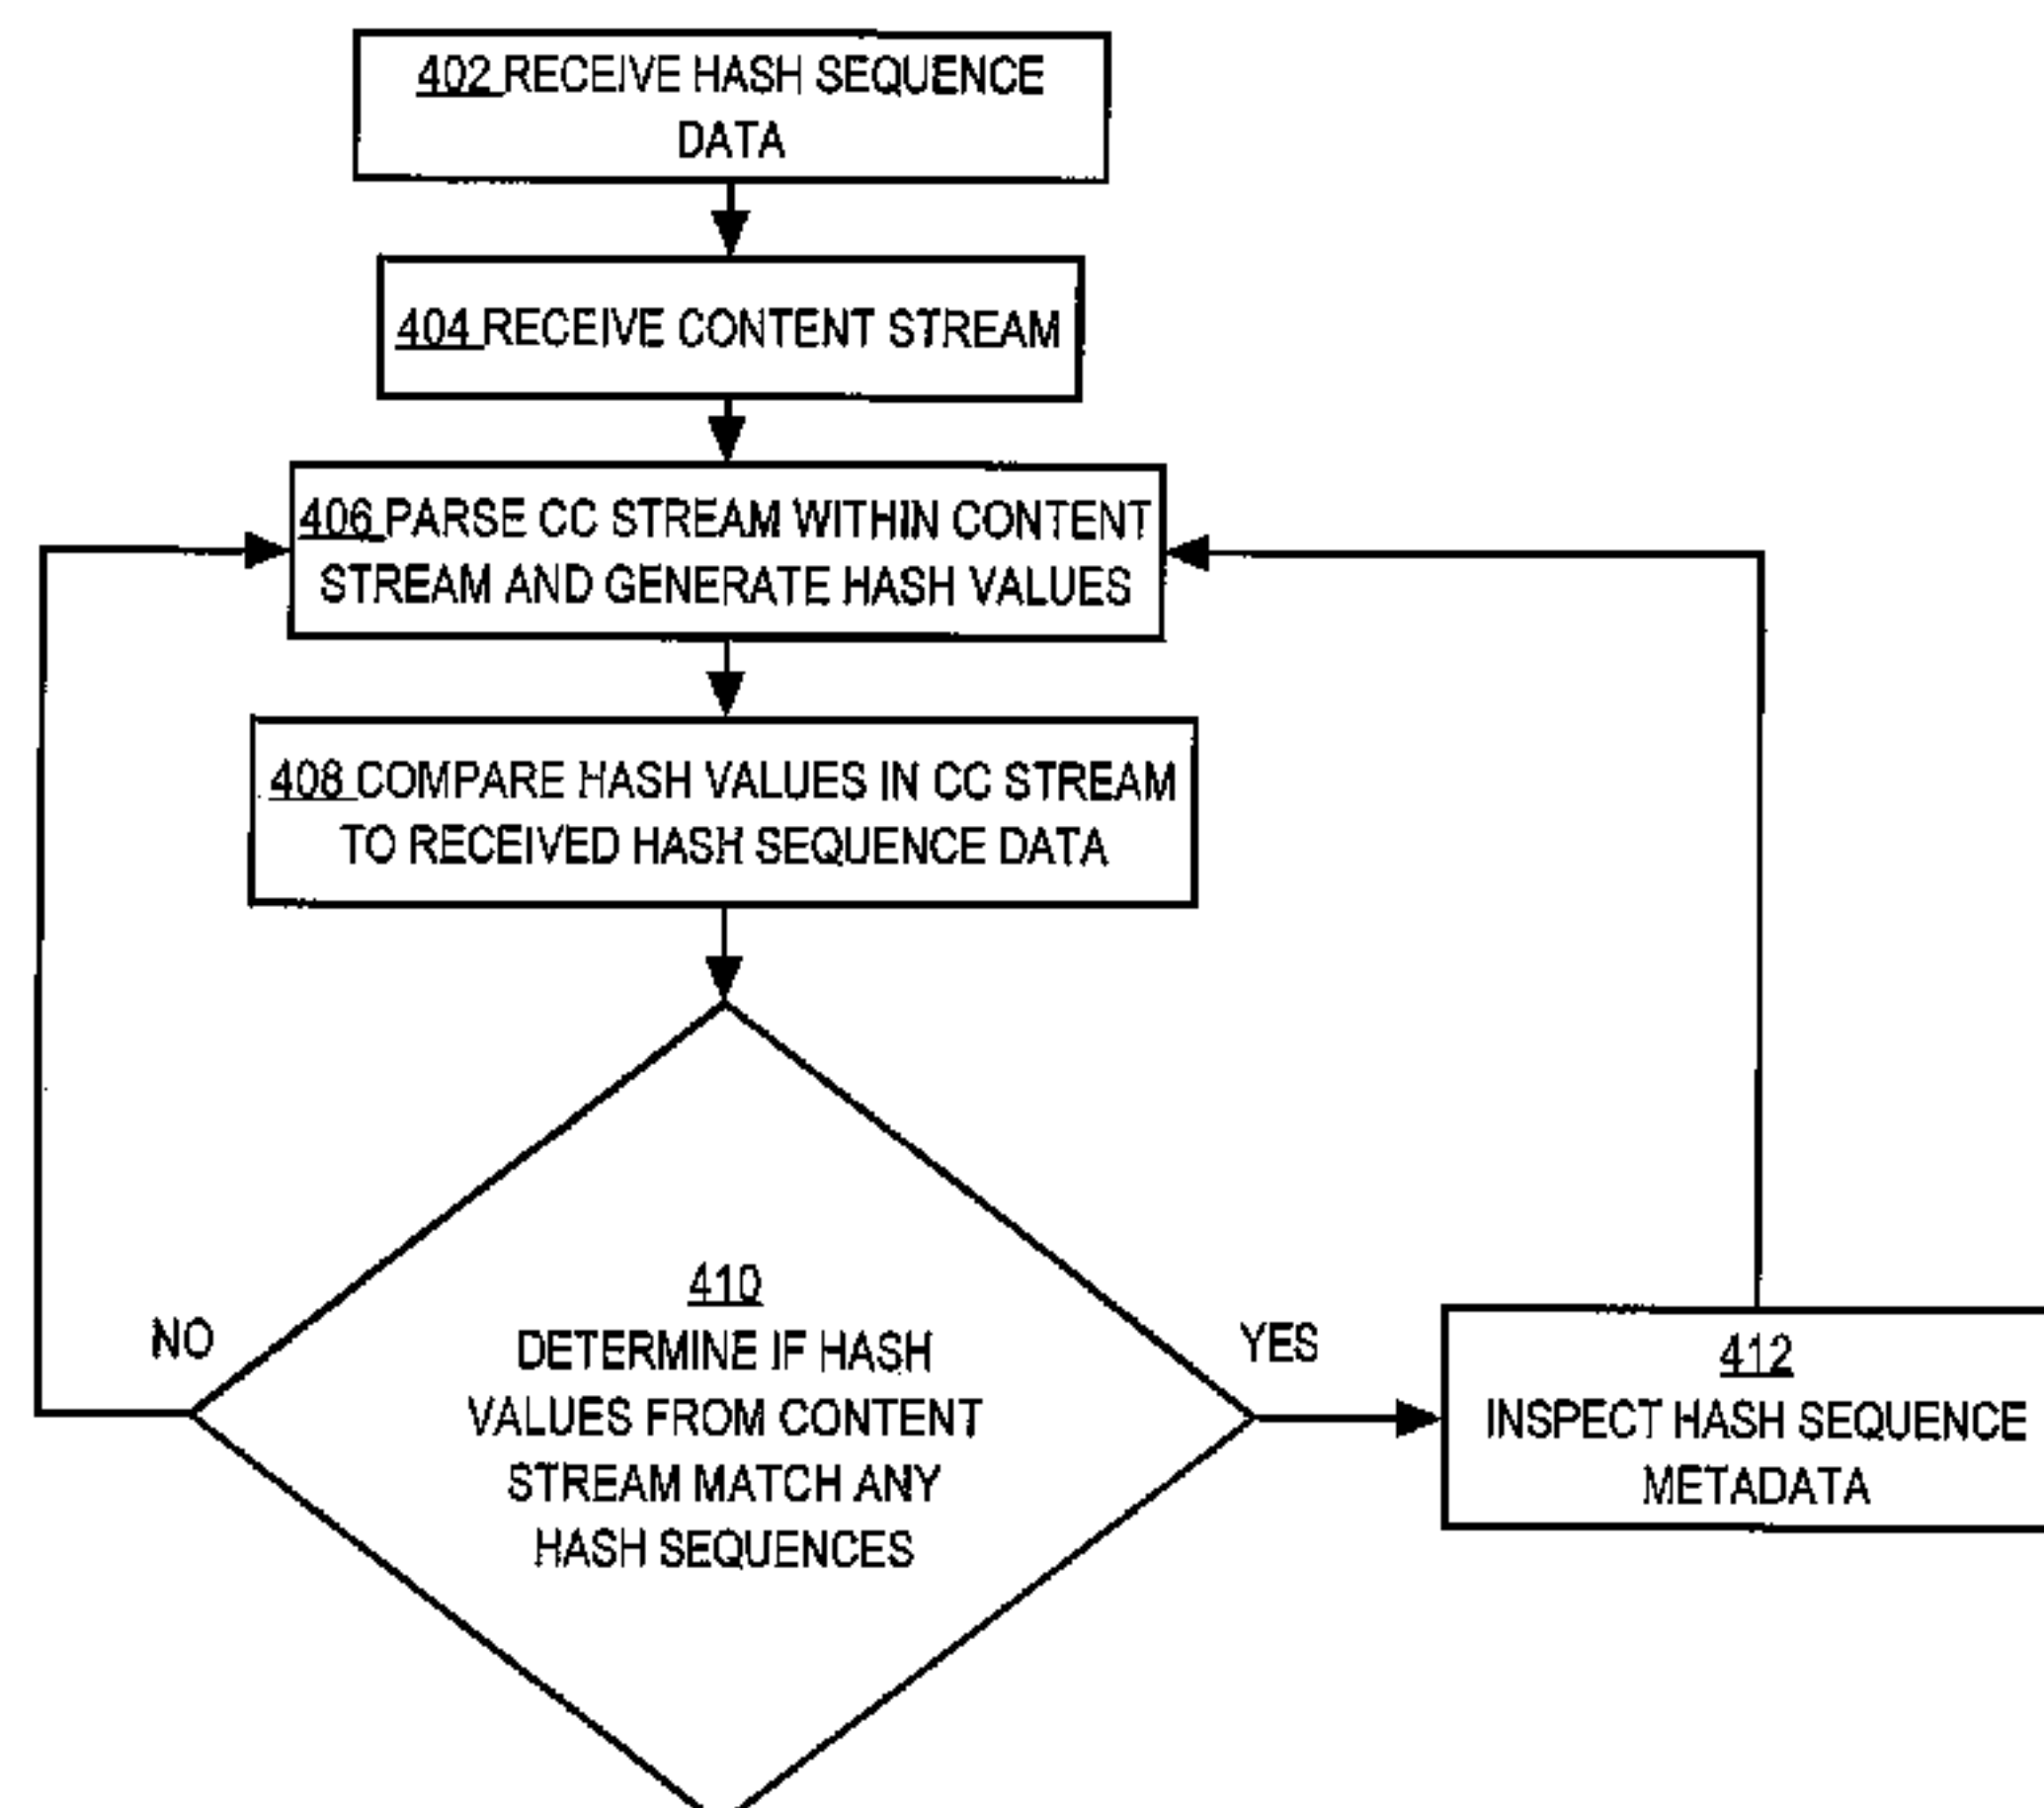 402 RECEIVE HASH SEQUENCE
DATA
404 RECEIVE CONTENT STREAM
406 PARSE CC STREAM WITHIN CONTENT
STREAM AND GENERATE HASH VALUES
408 COMPARE HASH VALUES IN CC STREAM
TO RECEIVED HASH SEQUENCE DATA
410
DETERMINE IF HASH
VALUES FROM CONTENT
STREAM MATCH ANY
HASH SEQUENCES
NO
YES
412
INSPECT HASH SEQUENCE
METADATA